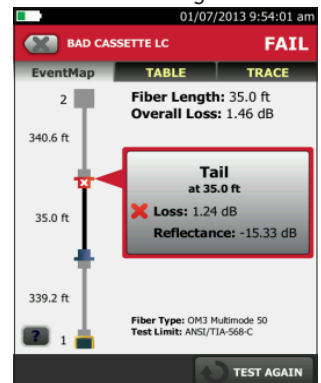 01/07/2013 9:54:01 am
BAD CASSETTE LC FAIL
EventMap TABLE TRACE
2
Fiber Length: 35.0 ft
Overall Loss: 1.46 dB
340.6 ft
Tail
at 35.0 ft
35.0 ft
Loss: 1.24 dB
Reflectance: -15.33 dB
339.2 ft
Fiber Type: OM3 Multimode 50
Test Limit: ANSI/TIA-568-C
? 1
TEST AGAIN